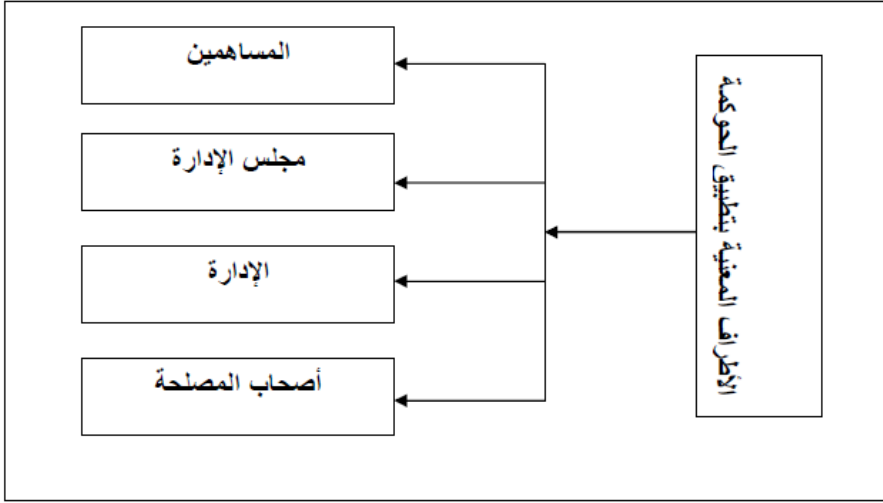 الأطراف المعنية بتطبيق الحوكمة
المساهمين
مجلس الإدارة
الإدارة
أصحاب المصلحة